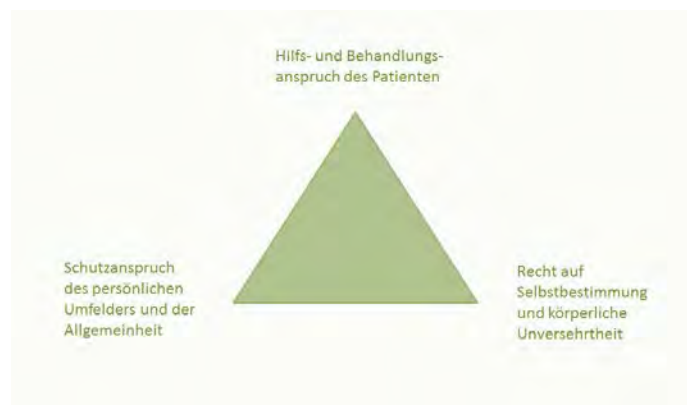 Hilfs- und Behandlungs-
anspruch des Patienten
Schutzanspruch
des persönlichen
Umfelders und der
Allgemeinheit
Recht auf
Selbstbestimmung
und körperliche
Unversehrtheit